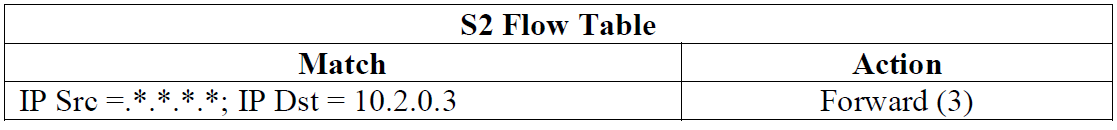 S2 Flow Table
Match Action
IP Src =.*.*.*.*; IP Dst = 10.2.0.3 Forward (3)